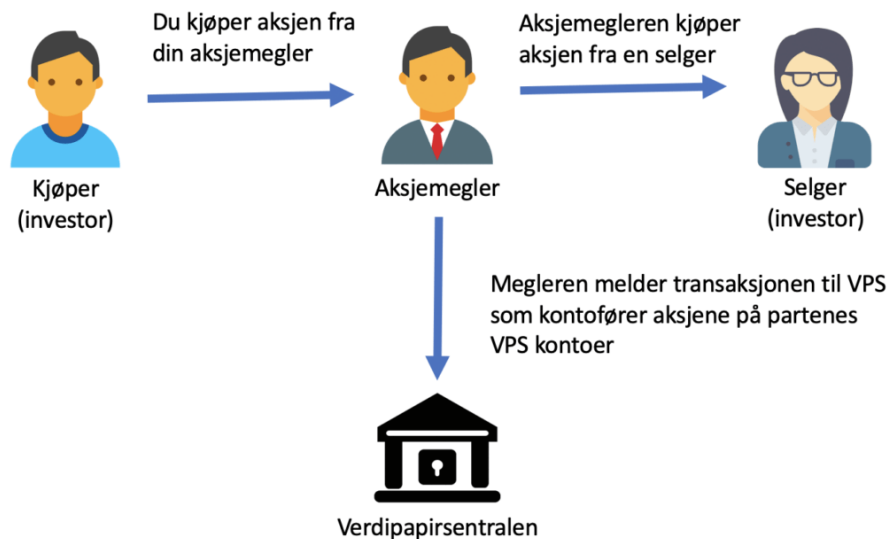 Du kjøper aksjen fra
din aksjemegler
Aksjemegleren kjøper
aksjen fra en selger
Kjøper
(investor)
Aksjemegler
Selger
(investor)
Megleren melder transaksjonen til VPS
som kontofører aksjene på partenes
VPS kontoer
Verdipapirsentralen